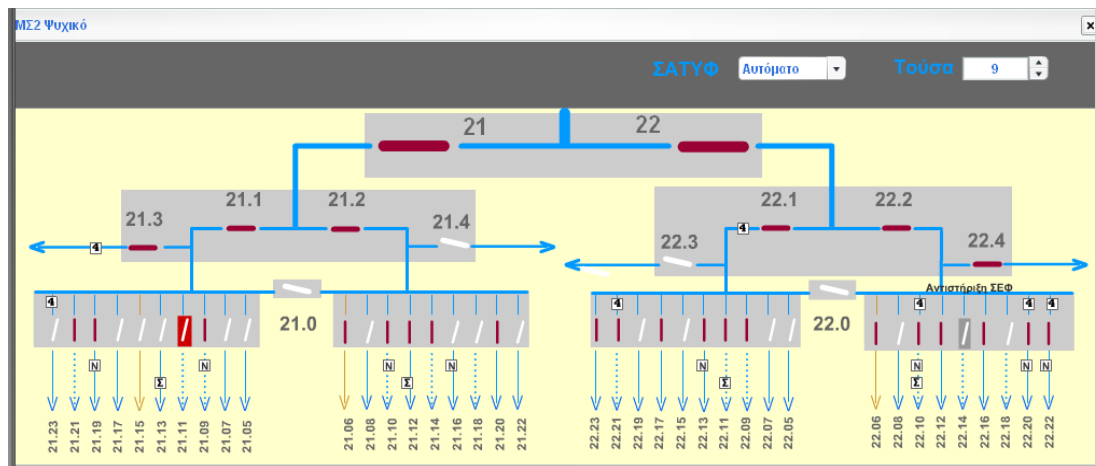 ΜΣ2 Ψυχικό
ΣΑΤΥΦ Αυτόματο Τούσα 9
21 22
21.3 21.1 21.2 21.4 22.3 22.1 22.2 22.4
4 4
Αντιστήριξη ΣΕΦ
4 4 4 4 4
21.0 22.0
N N N N N N N N N
Σ Σ Σ Σ
21.23 21.21 21.19 21.17 21.15 21.13 21.11 21.09 21.07 21.05 21.06 21.08 21.10 21.12 21.14 21.16 21.18 21.20 21.22 22.23 22.21 22.19 22.17 22.15 22.13 22.11 22.09 22.07 22.05 22.06 22.08 22.10 22.12 22.14 22.16 22.18 22.20 22.22